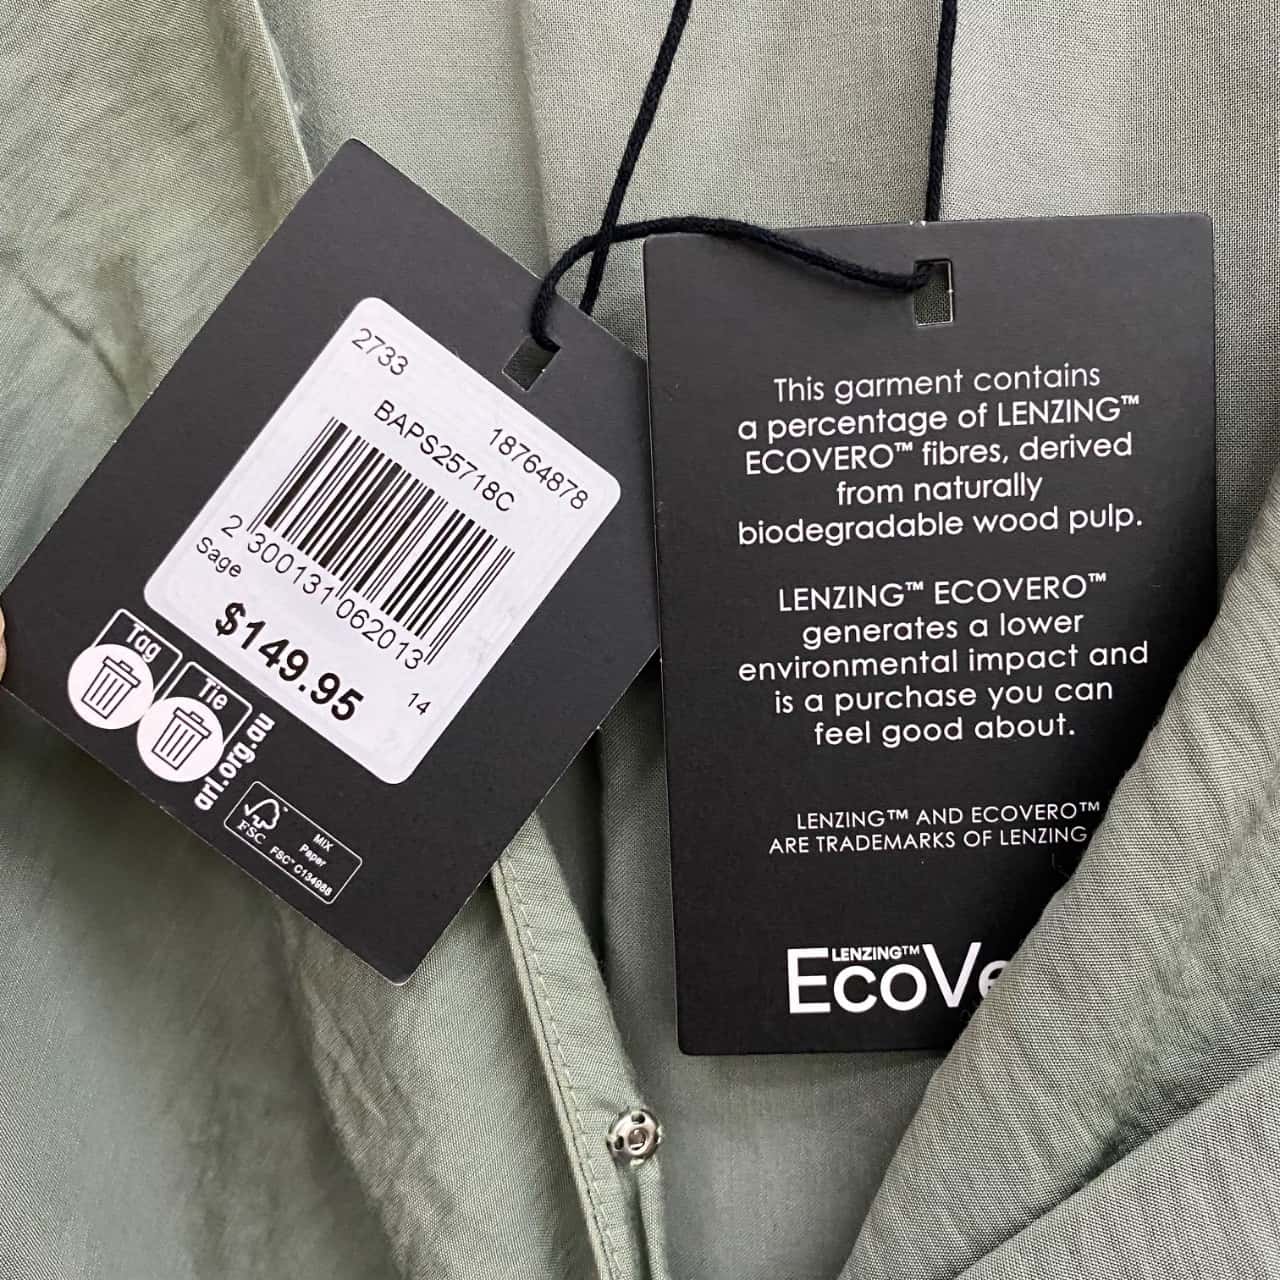 2733
18764878
BAPS25718C
2 300131 062013
Sage
$149.95
14
Tag
Tie
arl.org.au
FSC
MIX
Paper
FSC™ C134988
This garment contains
a percentage of LENZING™
ECOVERO™ fibres, derived
from naturally
biodegradable wood pulp.
LENZING™ ECOVERO™
generates a lower
environmental impact and
is a purchase you can
feel good about.
LENZING™ AND ECOVERO™
ARE TRADEMARKS OF LENZING
LENZING™
EcoVe